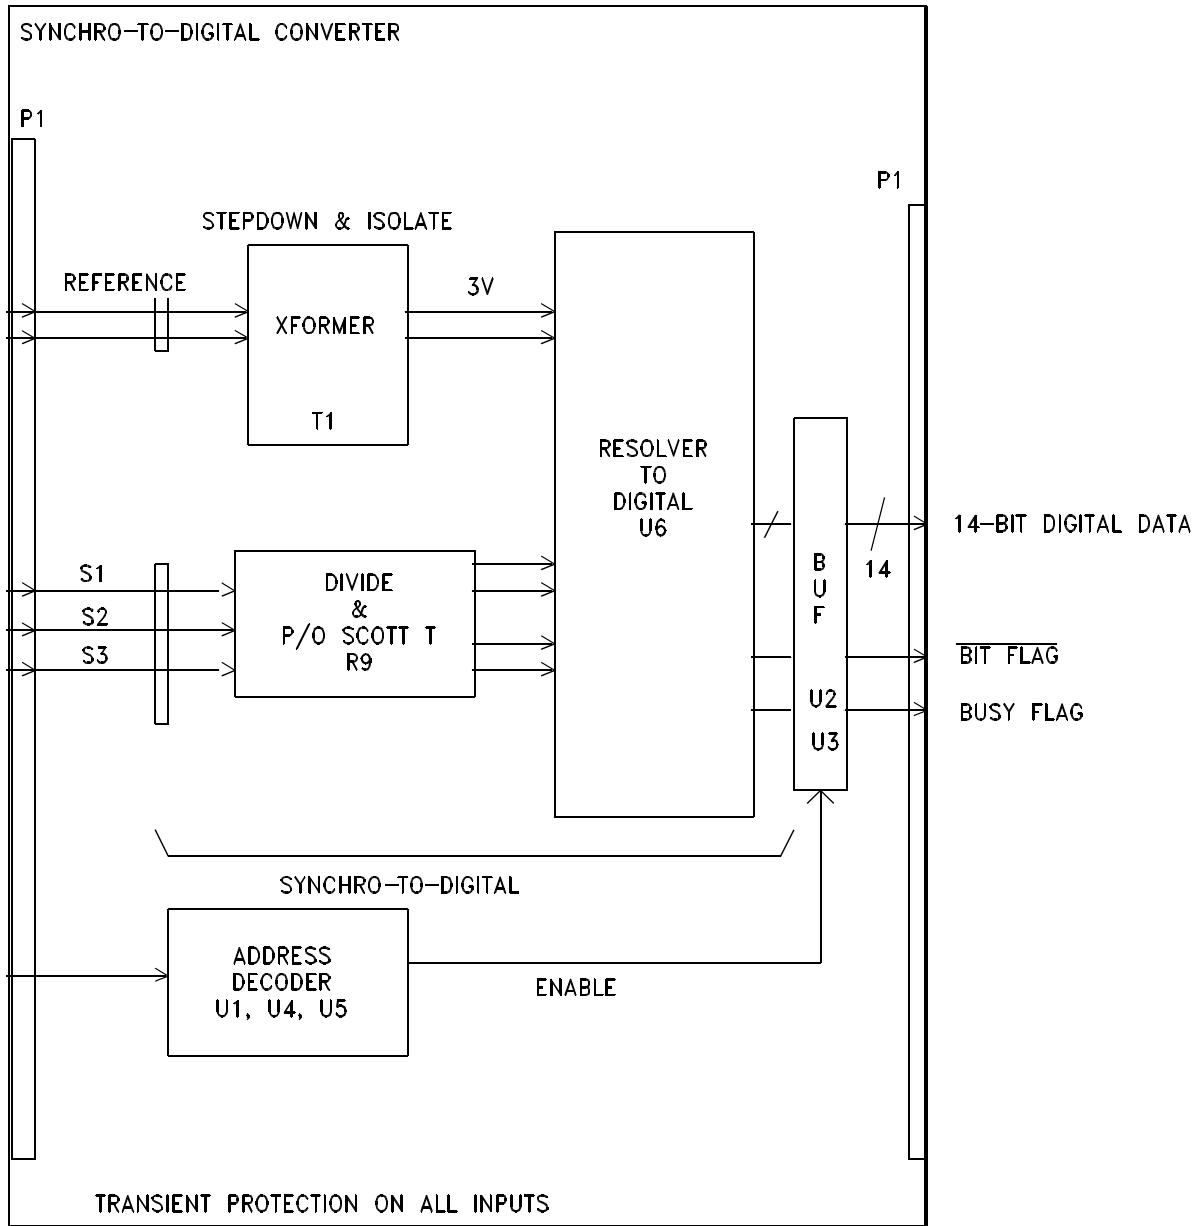 SYNCHRO-TO-DIGITAL CONVERTER
P1
P1
STEPDOWN & ISOLATE
REFERENCE
3V
XFORMER
T1
RESOLVER
TO
DIGITAL
U6
14-BIT DIGITAL DATA
14
B
U
F
U2
U3
S1
S2
S3
DIVIDE
&
P/O SCOTT T
R9
BIT FLAG
BUSY FLAG
SYNCHRO-TO-DIGITAL
ADDRESS
DECODER
U1, U4, U5
ENABLE
TRANSIENT PROTECTION ON ALL INPUTS